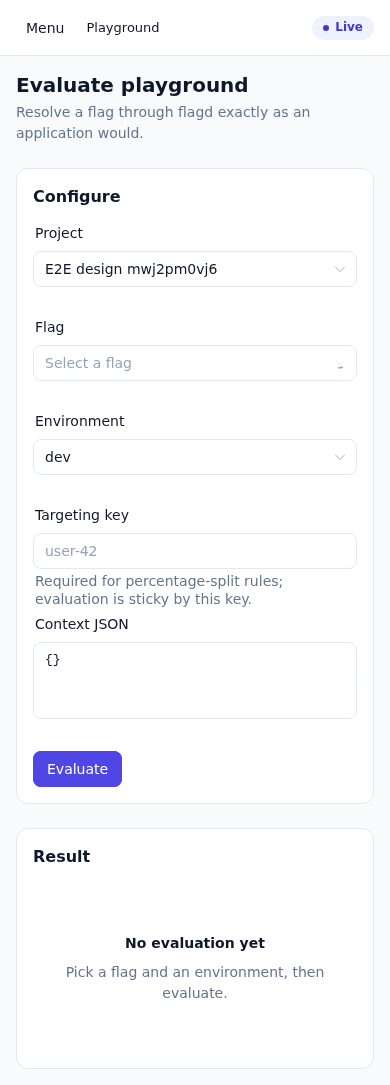 Menu Playground Live
Evaluate playground
Resolve a flag through flagd exactly as an
application would.
Configure
Project
E2E design mwj2pm0vj6
Flag
Select a flag
Environment
dev
Targeting key
user-42
Required for percentage-split rules;
evaluation is sticky by this key.
Context JSON
{}
Evaluate
Result
No evaluation yet
Pick a flag and an environment, then
evaluate.